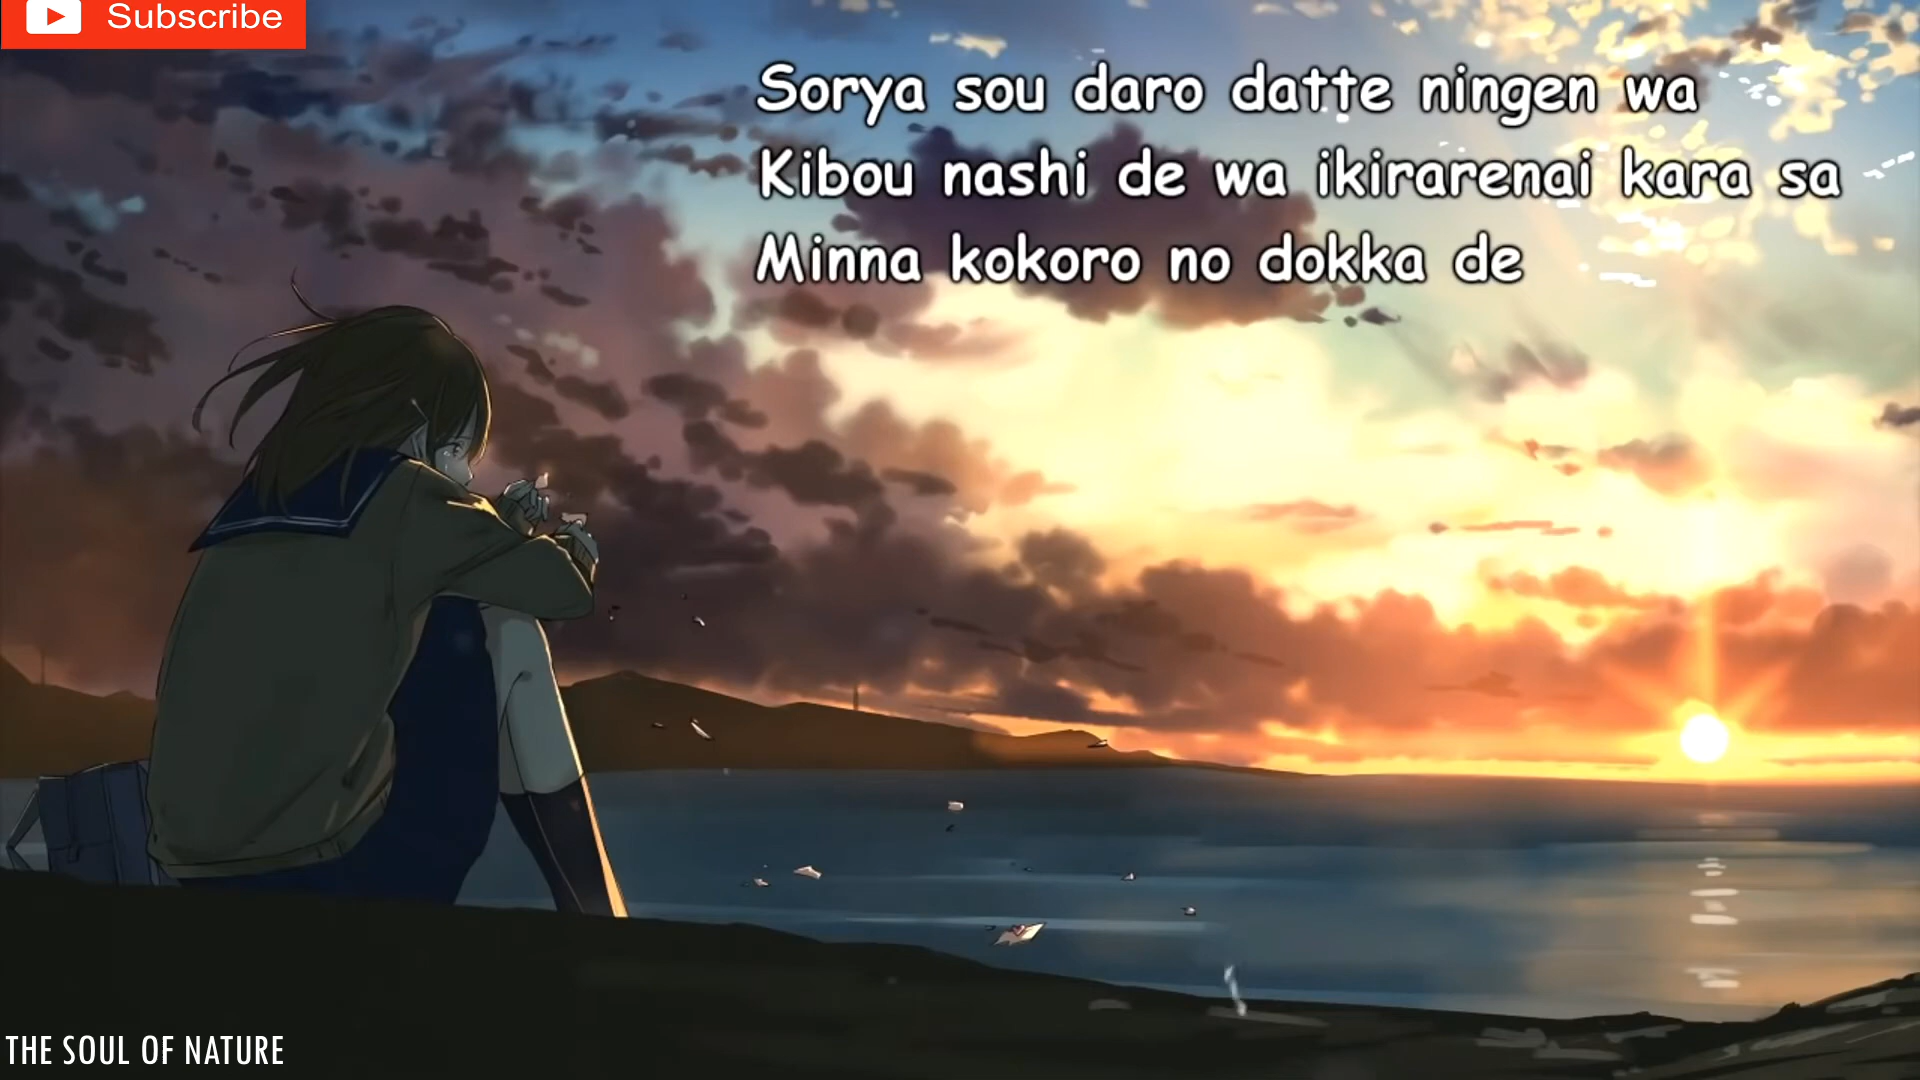 Subscribe
Sorya sou daro datte ningen wa
Kibou nashi de wa ikirarenai kara sa
Minna kokoro no dokka de
THE SOUL OF NATURE